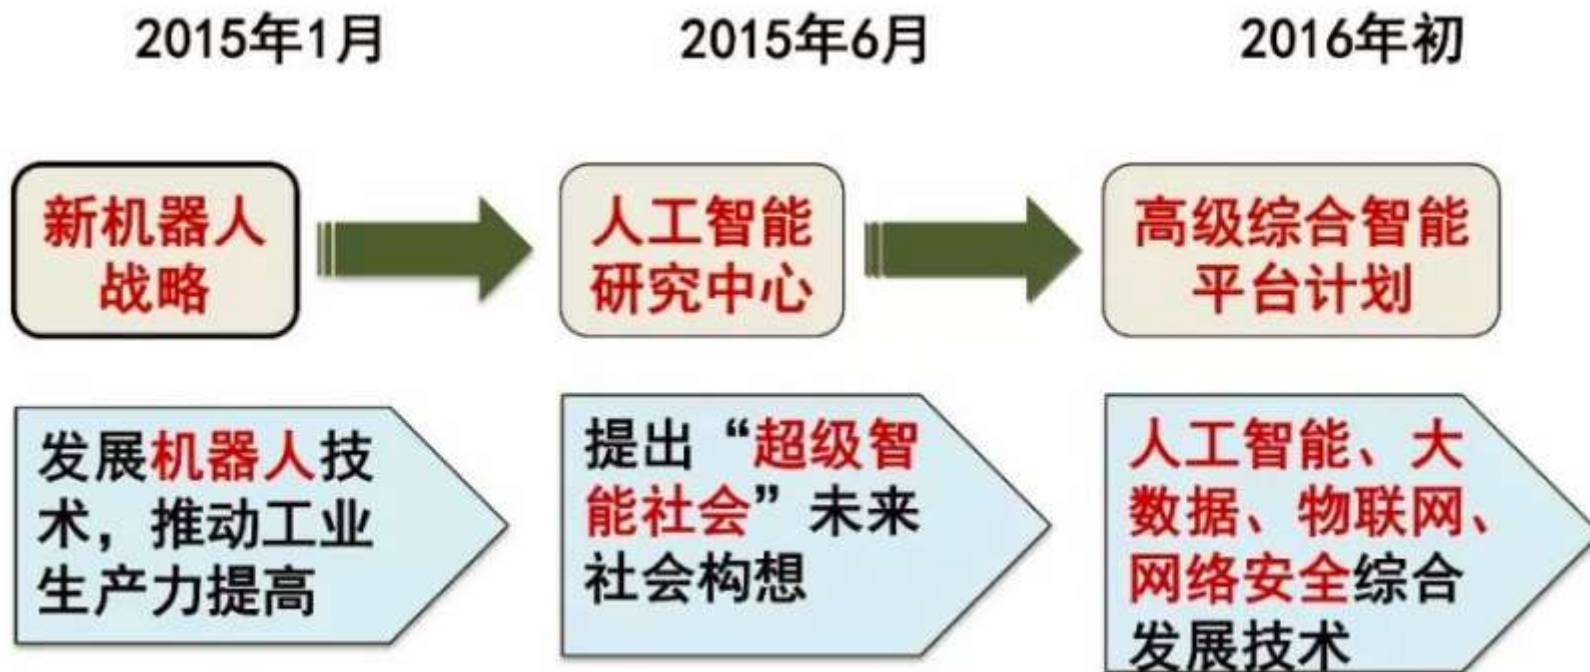 2015年1月
2015年6月
2016年初
新机器人
战略
人工智能
研究中心
高级综合智能
平台计划
发展机器人技
术，推动工业
生产力提高
提出“超级智
能社会”未来
社会构想
人工智能、大
数据、物联网、
网络安全综合
发展技术